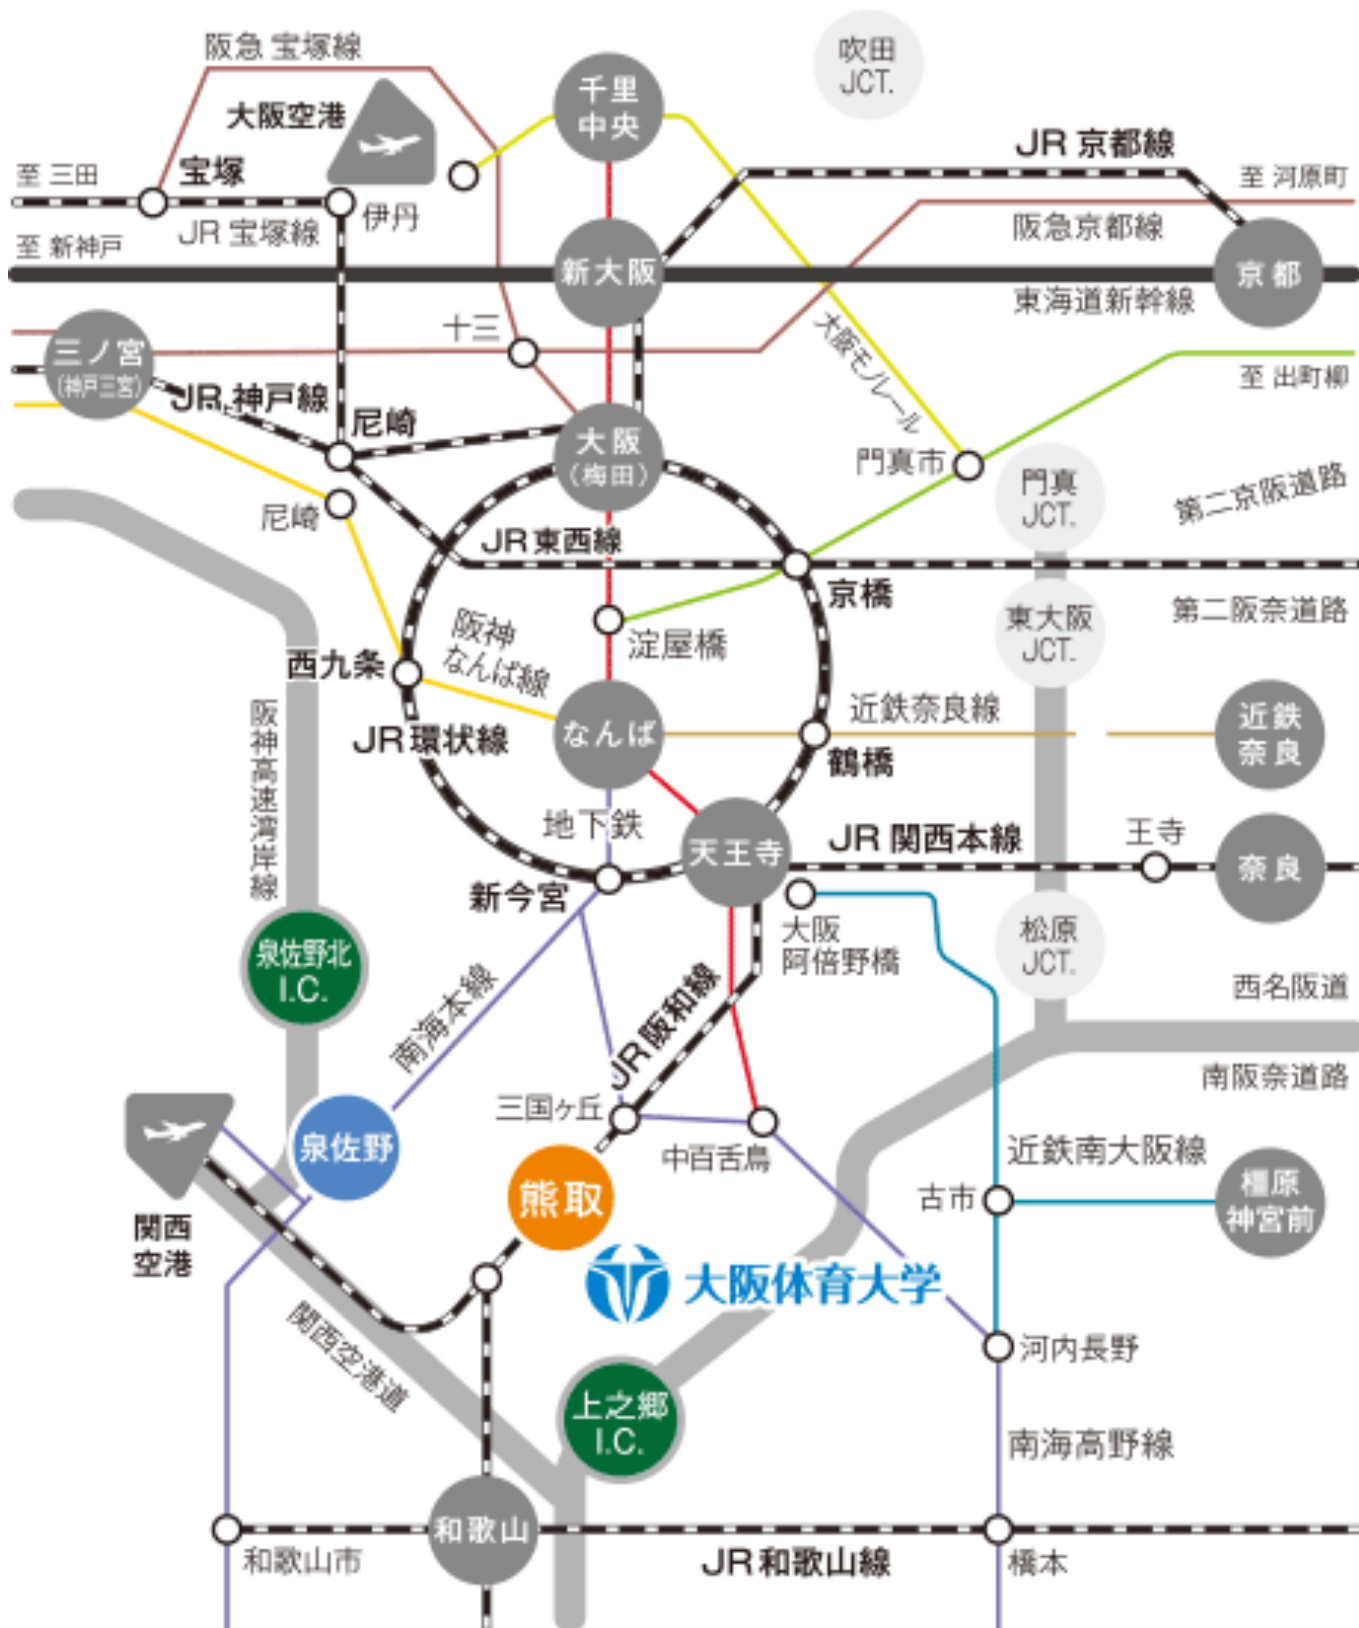 阪急 宝塚線
吹田
JCT.
千里
中央
大阪空港
JR 京都線
至 三田
宝塚
至 河原町
伊丹
JR 宝塚線
阪急京都線
至 新神戸
新大阪
京都
東海道新幹線
十三
大阪モノレール
三ノ宮
(神戸三宮)
至 出町柳
JR 神戸線
尼崎
大阪
(梅田)
門真市
門真
JCT.
第二京阪道路
尼崎
JR 東西線
京橋
第二阪奈道路
東大阪
JCT.
淀屋橋
阪神
なんば線
西九条
近鉄奈良線
近鉄
奈良
なんば
JR 環状線
鶴橋
阪神高速湾岸線
地下鉄
天王寺
JR 関西本線
王寺
奈良
新今宮
大阪
阿倍野橋
松原
JCT.
泉佐野北
I.C.
西名阪道
南海本線
JR 阪和線
南阪奈道路
三国ヶ丘
泉佐野
中百舌鳥
近鉄南大阪線
熊取
古市
橿原
神宮前
関西
空港
大阪体育大学
関西空港道
河内長野
上之郷
I.C.
南海高野線
和歌山
和歌山市
JR 和歌山線
橋本